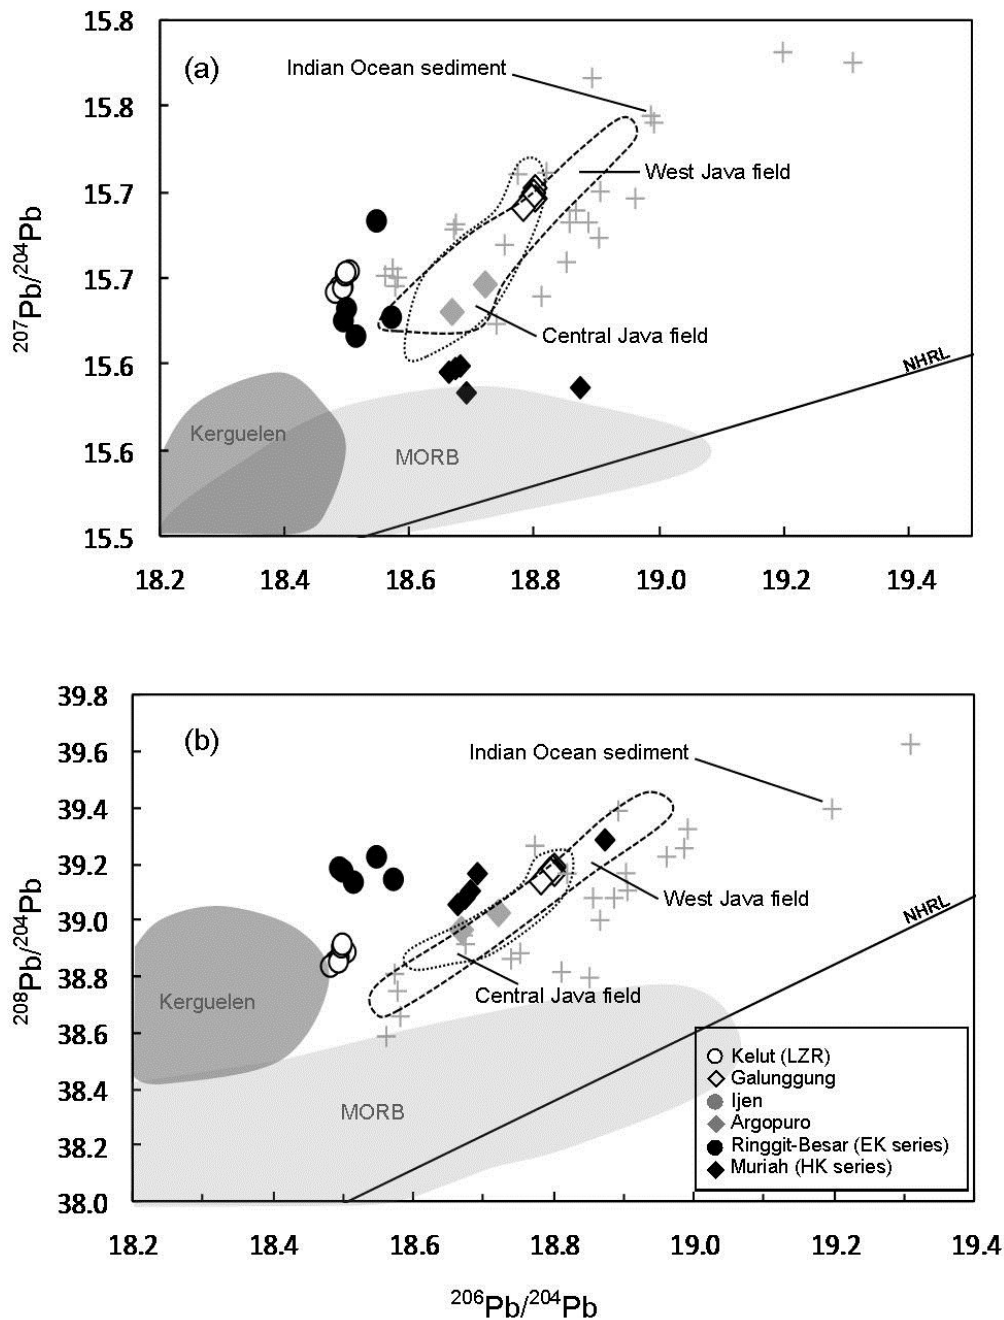 15.8
(a)
Indian Ocean sediment
15.8
West Java field
15.7
²⁰⁷Pb/²⁰⁴Pb
15.7
Central Java field
15.6
NHRL
Kerguelen
MORB
15.6
15.5
18.2 18.4 18.6 18.8 19.0 19.2 19.4
39.8
(b)
Indian Ocean sediment
39.6
39.4
39.2
West Java field
²⁰⁸Pb/²⁰⁴Pb
39.0
NHRL
38.8
Kerguelen
Central Java field
38.6
Kelut (LZR)
Galunggung
38.4
MORB
Ijen
Argopuro
38.2
Ringgit-Besar (EK series)
Muriah (HK series)
38.0
18.2 18.4 18.6 18.8 19.0 19.2 19.4
²⁰⁶Pb/²⁰⁴Pb